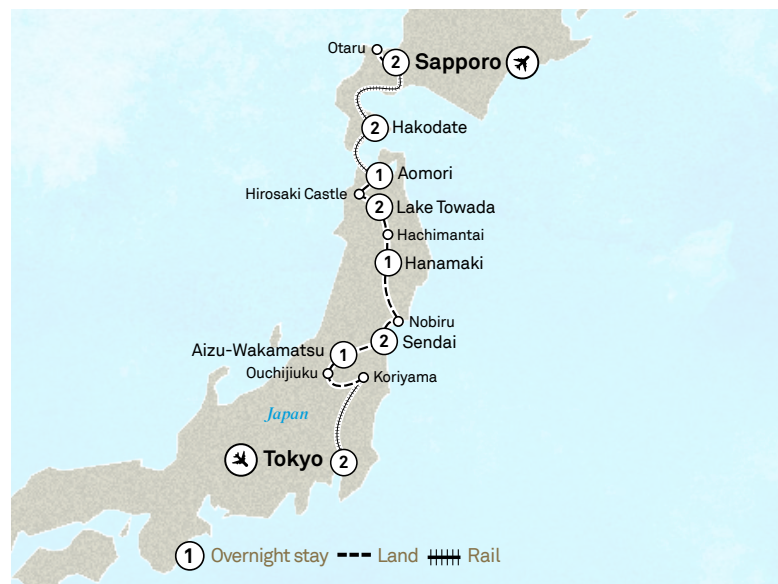 Otaru
2 Sapporo
2 Hakodate
1 Aomori
Hirosaki Castle
2 Lake Towada
Hachimantai
1 Hanamaki
Nobiru
2 Sendai
Aizu-Wakamatsu 1
Ouchijiuku
Koriyama
Japan
Tokyo 2
1 Overnight stay Land Rail